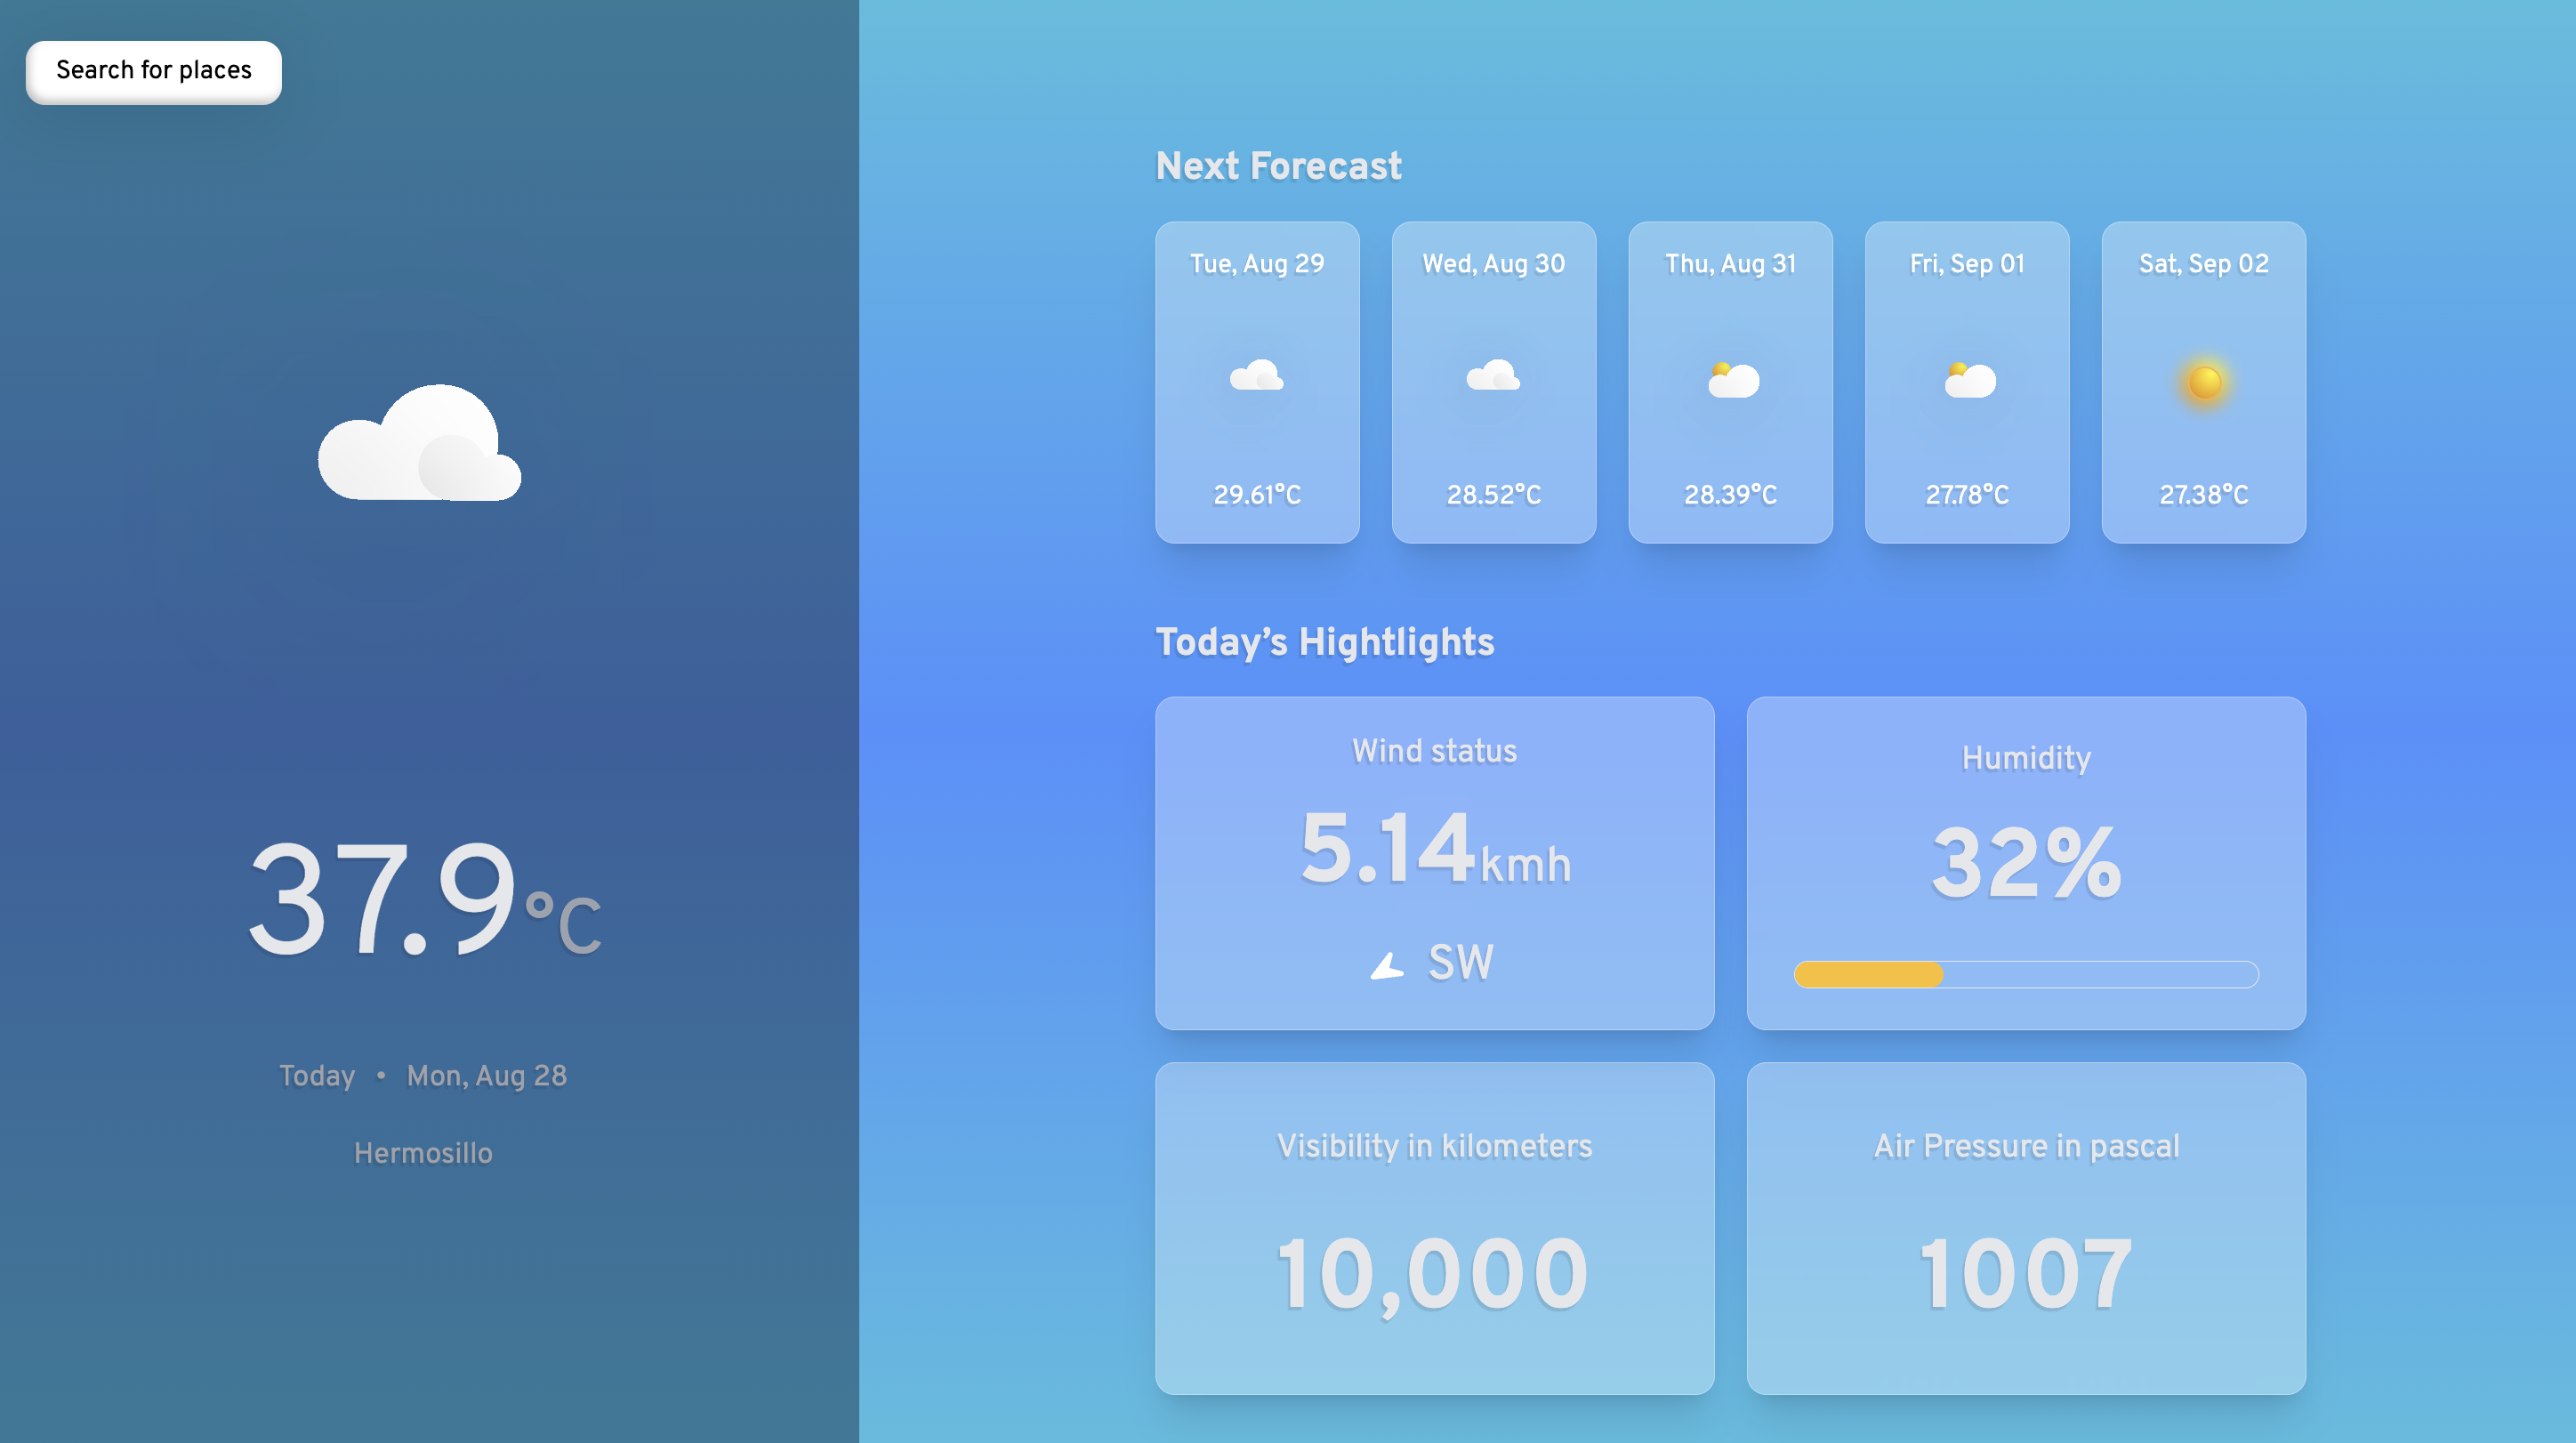 Search for places
37.9°C
Today • Mon, Aug 28
Hermosillo
Next Forecast
Tue, Aug 29
29.61°C
Wed, Aug 30
28.52°C
Thu, Aug 31
28.39°C
Fri, Sep 01
27.78°C
Sat, Sep 02
27.38°C
Today’s Hightlights
Wind status
5.14kmh
SW
Humidity
32%
Visibility in kilometers
10,000
Air Pressure in pascal
1007